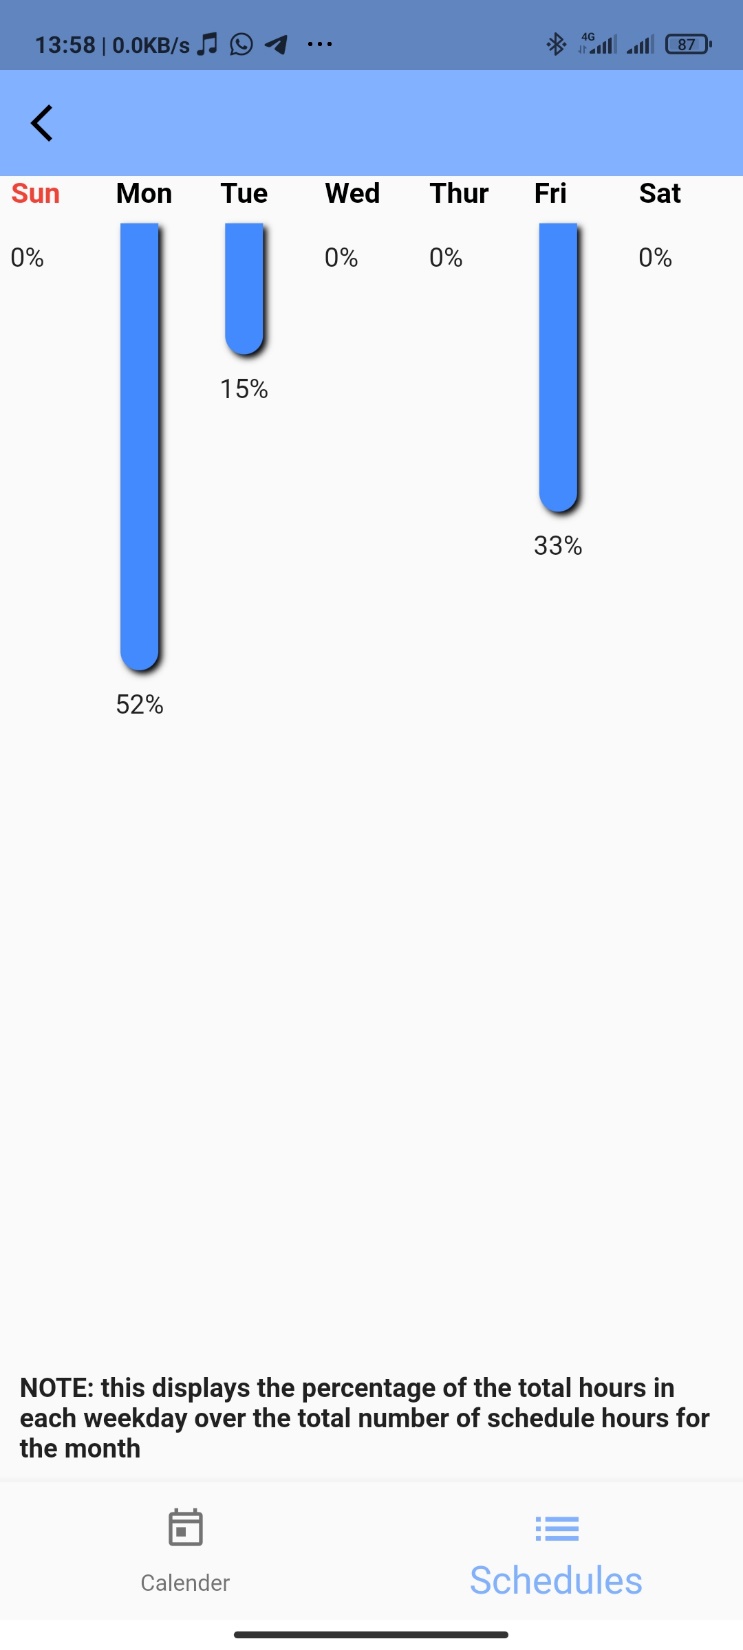 13:58 | 0.0KB/s 4G 87
Sun Mon Tue Wed Thur Fri Sat
0% 0% 0% 0%
15%
33%
52%
NOTE: this displays the percentage of the total hours in
each weekday over the total number of schedule hours for
the month
Calender Schedules